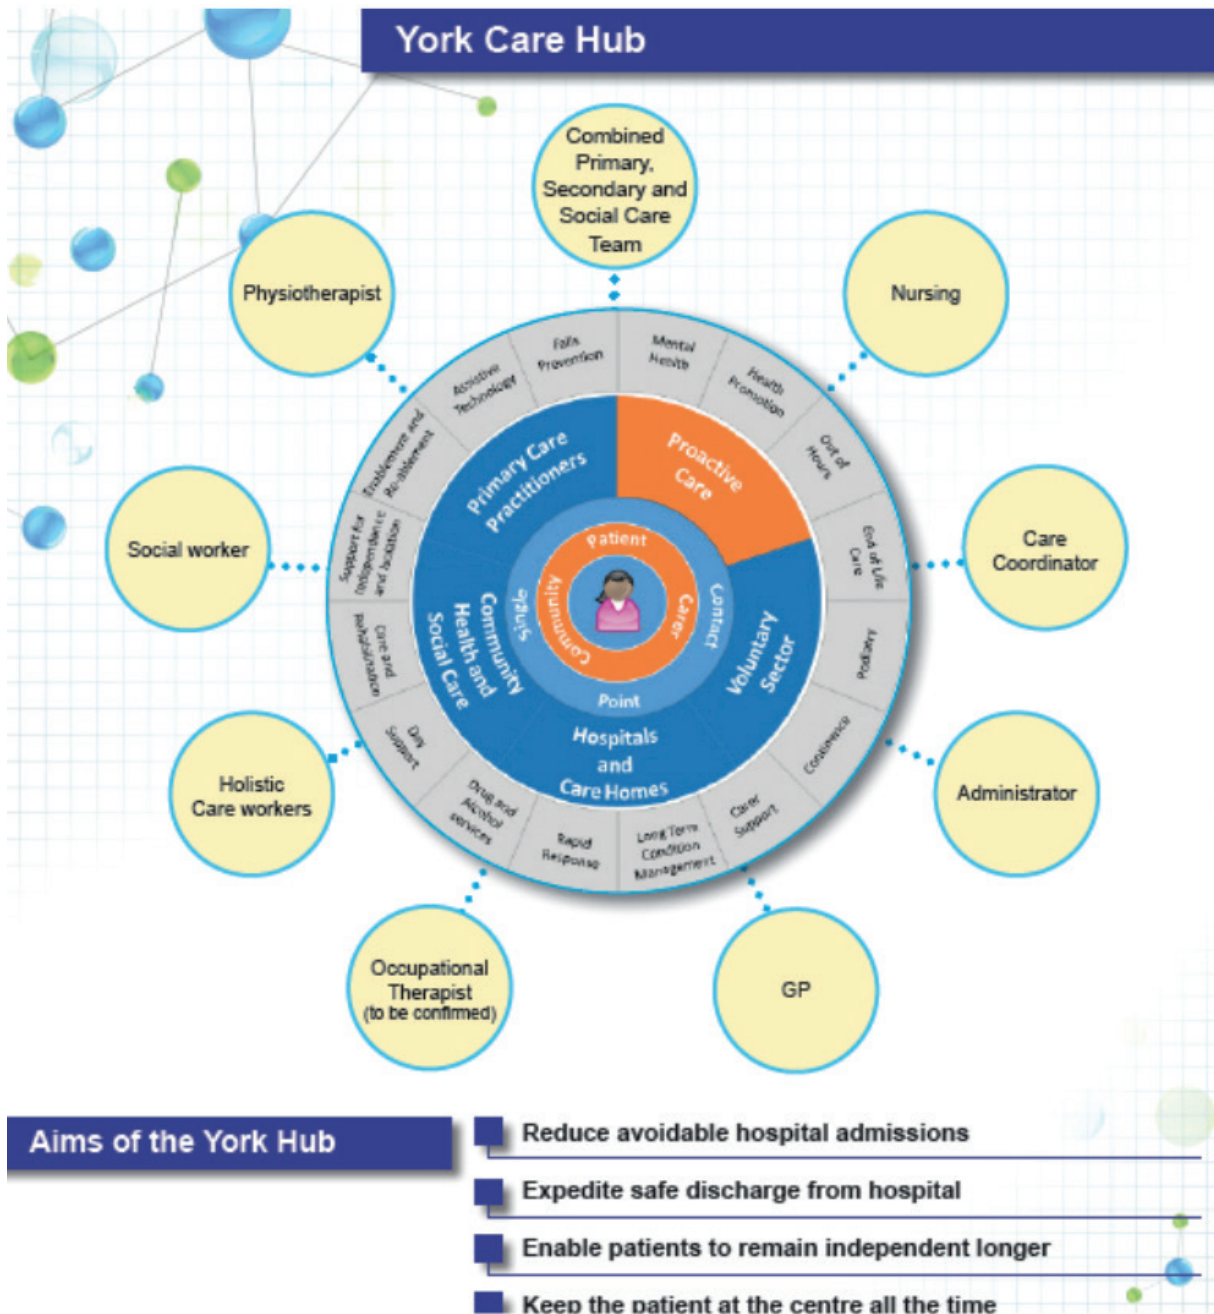 York Care Hub
Combined
Primary,
Secondary and
Social Care
Team
Nursing
Care
Coordinator
Administrator
GP
Occupational
Therapist
(to be confirmed)
Holistic
Care workers
Social worker
Physiotherapist
Mental
Health
Health
Promotion
Out of
Hours
End of Life
Care
Podiatry
Continence
Carer
Support
Long Term
Condition
Management
Rapid
Response
Drug and
Alcohol
services
Day
Support
Care and
Rehabilitation
Support for
Independence
and Isolation
Enablement and
Re-ablement
Assistive
Technology
Falls
Prevention
Proactive
Care
Voluntary
Sector
Hospitals
and
Care Homes
Community
Health and
Social Care
Primary Care
Practitioners
Single
Point
Contact
Patient
Carer
Community
Aims of the York Hub
Reduce avoidable hospital admissions
Expedite safe discharge from hospital
Enable patients to remain independent longer
Keep the patient at the centre all the time